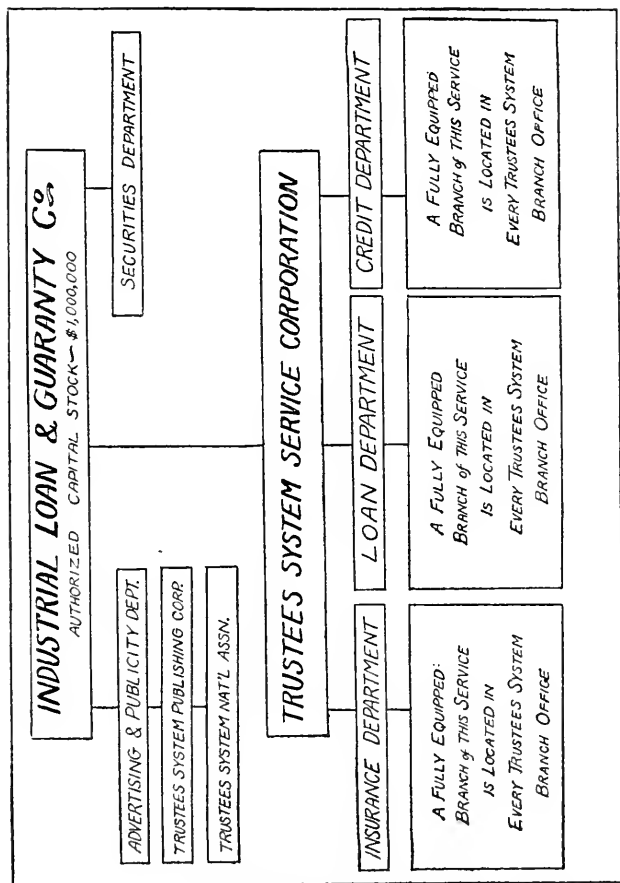 INDUSTRIAL LOAN & GUARANTY Co.
AUTHORIZED CAPITAL STOCK - $1,000,000
ADVERTISING & PUBLICITY DEPT.
TRUSTEES SYSTEM PUBLISHING CORP.
TRUSTEES SYSTEM NAT'L ASSN.
SECURITIES DEPARTMENT
TRUSTEES SYSTEM SERVICE CORPORATION
INSURANCE DEPARTMENT
A FULLY EQUIPPED:
BRANCH of THIS SERVICE
IS LOCATED IN
EVERY TRUSTEES SYSTEM
BRANCH OFFICE
LOAN DEPARTMENT
A FULLY EQUIPPED
BRANCH of THIS SERVICE
IS LOCATED IN
EVERY TRUSTEES SYSTEM
BRANCH OFFICE
CREDIT DEPARTMENT
A FULLY EQUIPPED
BRANCH of THIS SERVICE
IS LOCATED IN
EVERY TRUSTEES SYSTEM
BRANCH OFFICE